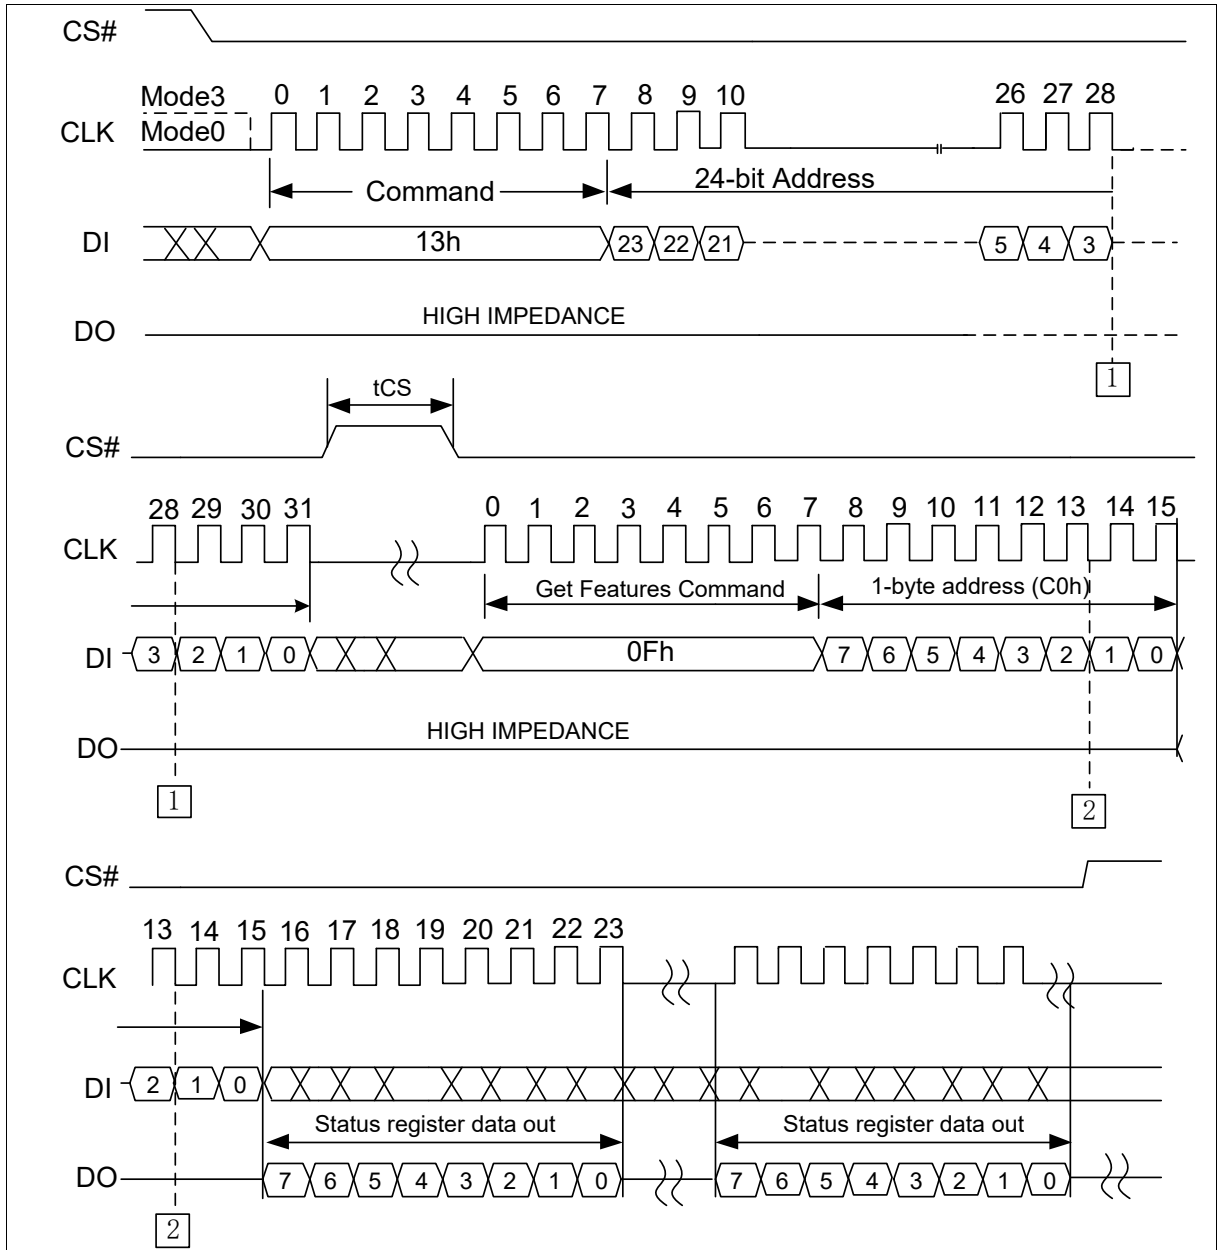 CS#
Mode3 0 1 2 3 4 5 6 7 8 9 10 26 27 28
CLK Mode0
Command 24-bit Address
DI 13h 23 22 21 5 4 3
HIGH IMPEDANCE
DO
1
tCS
CS#
28 29 30 31 0 1 2 3 4 5 6 7 8 9 10 11 12 13 14 15
CLK
Get Features Command 1-byte address (C0h)
DI 3 2 1 0 0Fh 7 6 5 4 3 2 1 0
HIGH IMPEDANCE
DO
1 2
CS#
13 14 15 16 17 18 19 20 21 22 23
CLK
DI 2 1 0
Status register data out Status register data out
DO 7 6 5 4 3 2 1 0 7 6 5 4 3 2 1 0
2